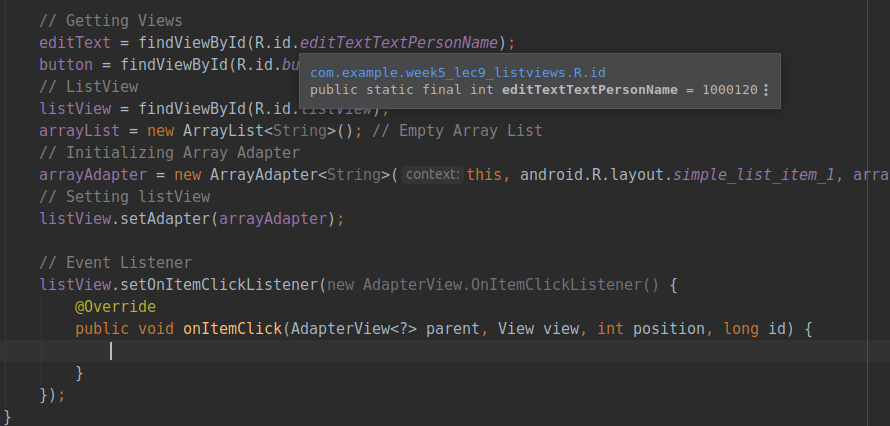 // Getting Views
editText = findViewById(R.id.editTextTextPersonName);
button = findViewById(R.id.bu
com.example.week5_lec9_listviews.R.id
public static final int editTextTextPersonName = 1000120
// ListView
listView = findViewById(R.id.listView);
arrayList = new ArrayList<String>(); // Empty Array List
// Initializing Array Adapter
arrayAdapter = new ArrayAdapter<String>( context: this, android.R.layout.simple_list_item_1, arra
// Setting listView
listView.setAdapter(arrayAdapter);
// Event Listener
listView.setOnItemClickListener(new AdapterView.OnItemClickListener() {
@Override
public void onItemClick(AdapterView<?> parent, View view, int position, long id) {
}
});
}